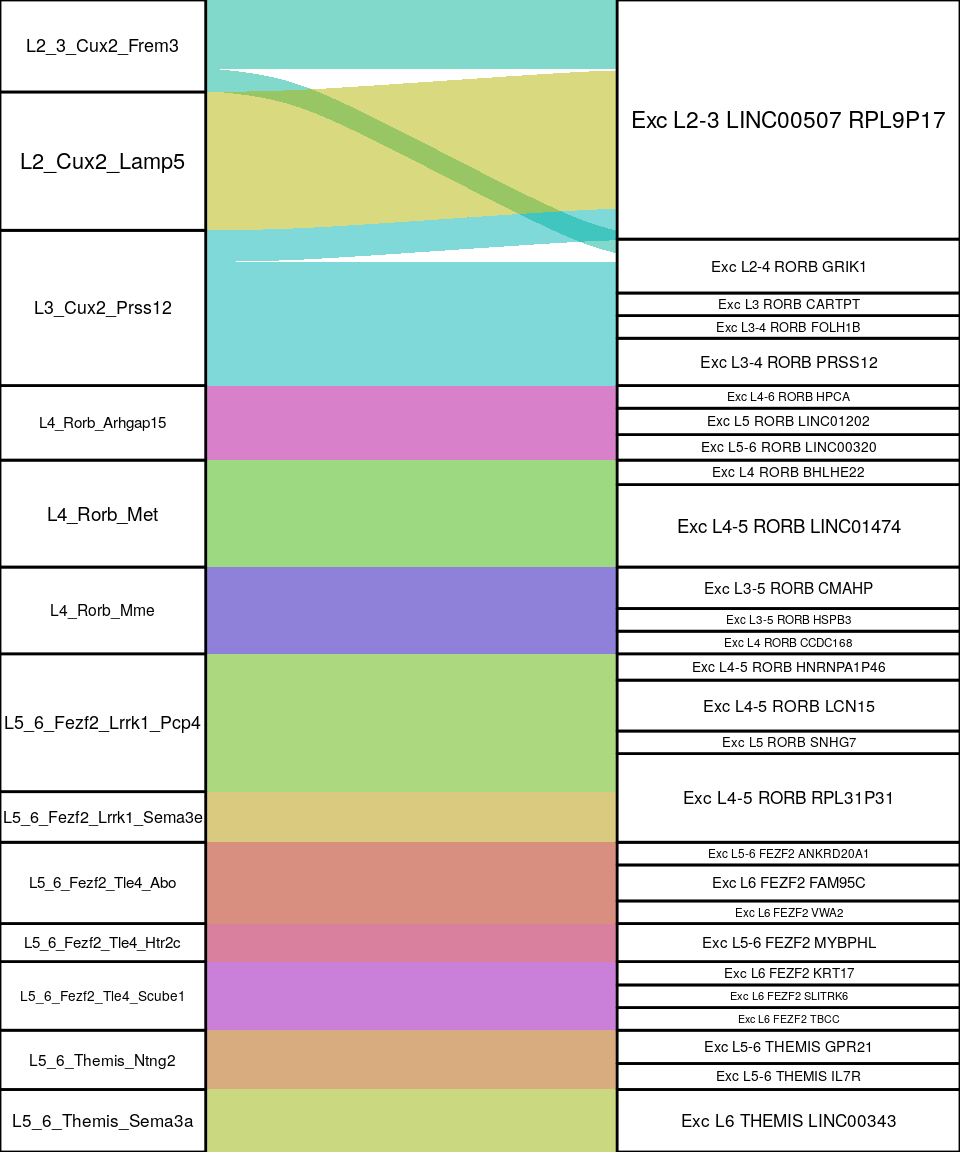 L2_3_Cux2_Frem3
L2_Cux2_Lamp5
L3_Cux2_Prss12
L4_Rorb_Arhgap15
L4_Rorb_Met
L4_Rorb_Mme
L5_6_Fezf2_Lrrk1_Pcp4
L5_6_Fezf2_Lrrk1_Sema3e
L5_6_Fezf2_Tle4_Abo
L5_6_Fezf2_Tle4_Htr2c
L5_6_Fezf2_Tle4_Scube1
L5_6_Themis_Ntng2
L5_6_Themis_Sema3a
Exc L2-3 LINC00507 RPL9P17
Exc L2-4 RORB GRIK1
Exc L3 RORB CARTPT
Exc L3-4 RORB FOLH1B
Exc L3-4 RORB PRSS12
Exc L4-6 RORB HPCA
Exc L5 RORB LINC01202
Exc L5-6 RORB LINC00320
Exc L4 RORB BHLHE22
Exc L4-5 RORB LINC01474
Exc L3-5 RORB CMAHP
Exc L3-5 RORB HSPB3
Exc L4 RORB CCDC168
Exc L4-5 RORB HNRNPA1P46
Exc L4-5 RORB LCN15
Exc L5 RORB SNHG7
Exc L4-5 RORB RPL31P31
Exc L5-6 FEZF2 ANKRD20A1
Exc L6 FEZF2 FAM95C
Exc L6 FEZF2 VWA2
Exc L5-6 FEZF2 MYBPHL
Exc L6 FEZF2 KRT17
Exc L6 FEZF2 SLITRK6
Exc L6 FEZF2 TBCC
Exc L5-6 THEMIS GPR21
Exc L5-6 THEMIS IL7R
Exc L6 THEMIS LINC00343